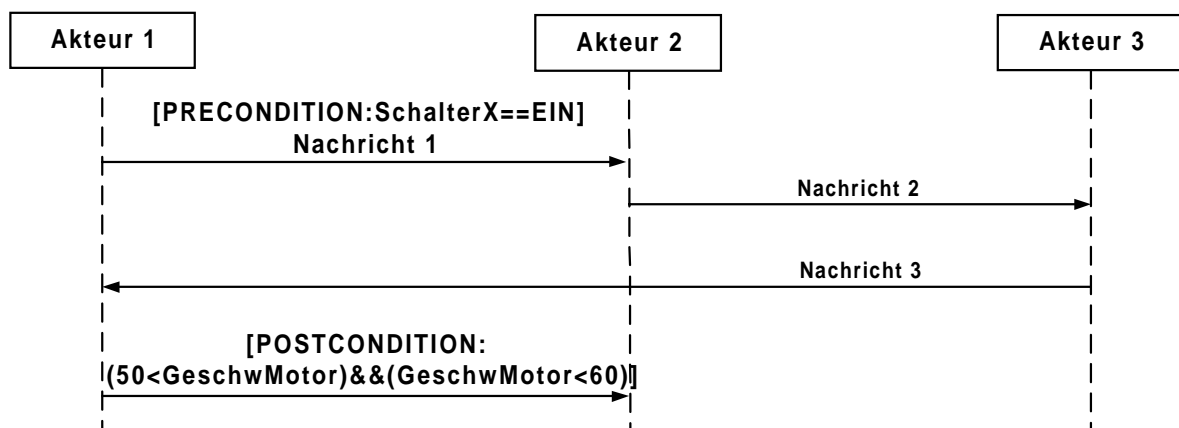 Akteur 1
Akteur 2
Akteur 3
[PRECONDITION:SchalterX==EIN]
Nachricht 1
Nachricht 2
Nachricht 3
[POSTCONDITION:
(50<GeschwMotor)&&(GeschwMotor<60)]